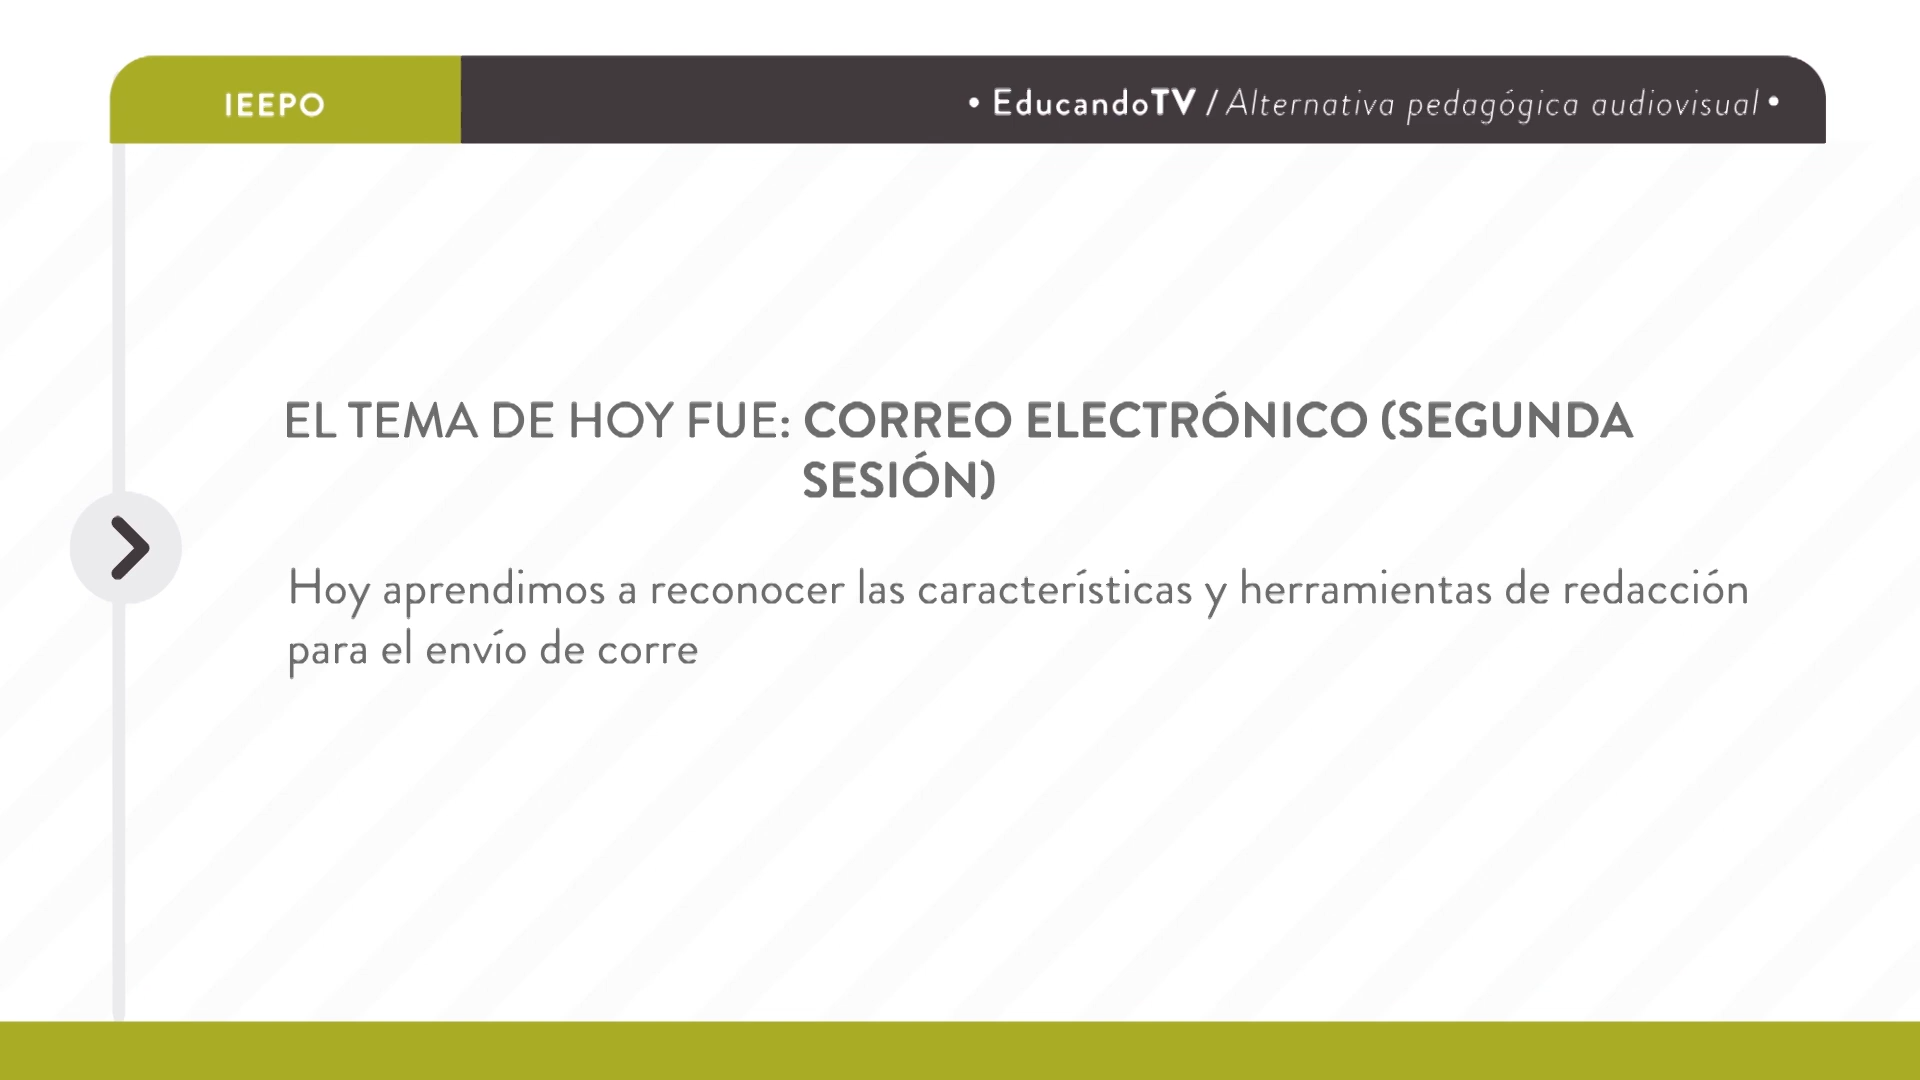 IEEPO
• EducandoTV / Alternativa pedagógica audiovisual •
EL TEMA DE HOY FUE: CORREO ELECTRÓNICO (SEGUNDA
SESIÓN)
Hoy aprendimos a reconocer las características y herramientas de redacción
para el envío de corre